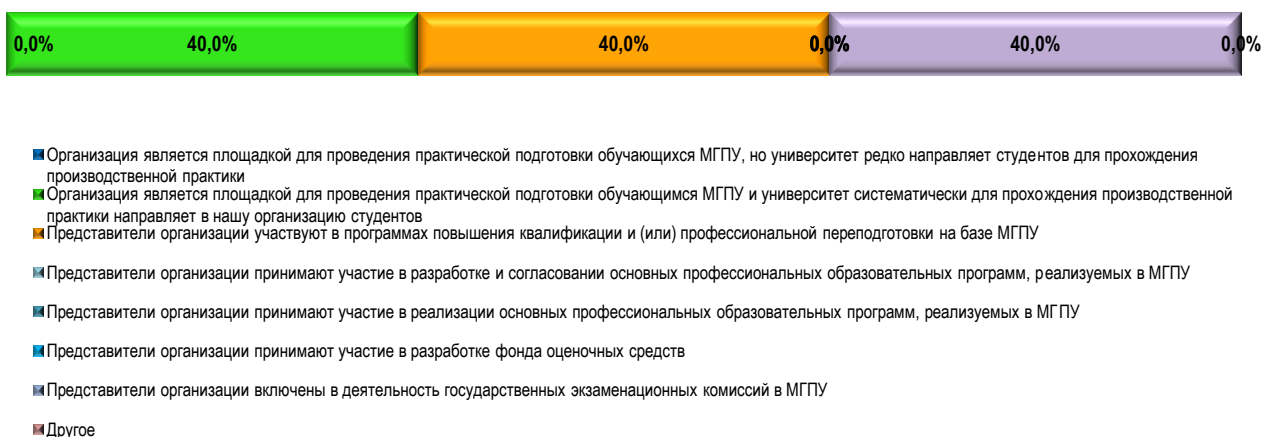 0,0% 40,0% 40,0% 0,0% 40,0% 0,0%
Организация является площадкой для проведения практической подготовки обучающихся МГПУ, но университет редко направляет студентов для прохождения
производственной практики
Организация является площадкой для проведения практической подготовки обучающимся МГПУ и университет систематически для прохождения производственной
практики направляет в нашу организацию студентов
Представители организации участвуют в программах повышения квалификации и (или) профессиональной переподготовки на базе МГПУ
Представители организации принимают участие в разработке и согласовании основных профессиональных образовательных программ, реализуемых в МГПУ
Представители организации принимают участие в реализации основных профессиональных образовательных программ, реализуемых в МГПУ
Представители организации принимают участие в разработке фонда оценочных средств
Представители организации включены в деятельность государственных экзаменационных комиссий в МГПУ
Другое